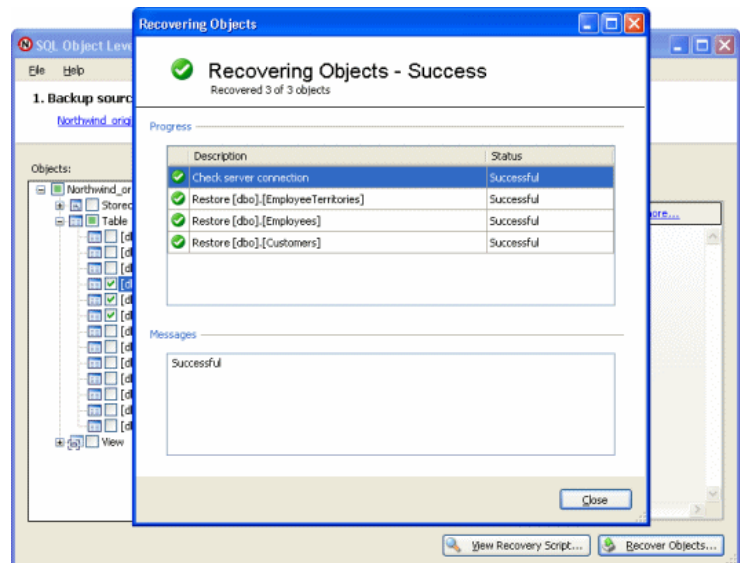 Recovering Objects
SQL Object Leve
File Help
Recovering Objects - Success
Recovered 3 of 3 objects
1. Backup sourc
Northwind_origi
Progress
Objects:
Description Status
Check server connection Successful
Restore [dbo].[EmployeeTerritories] Successful
Restore [dbo].[Employees] Successful
Restore [dbo].[Customers] Successful
Northwind_or
Stored
Table
[d
[d
[d
[d
[d
[d
[d
[d
[d
[d
[d
[d
[d
View
ore...
Messages
Successful
Close
View Recovery Script...
Recover Objects...